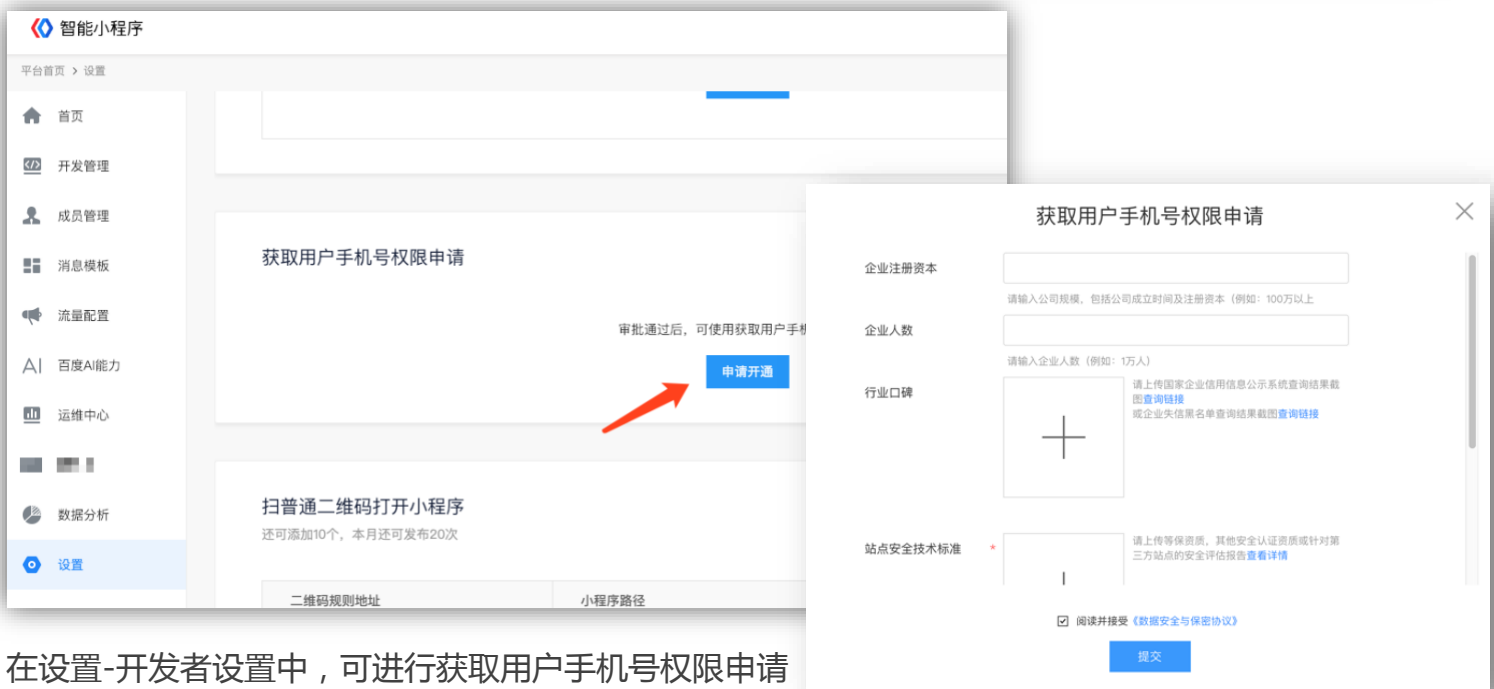 智能小程序
平台首页 > 设置
首页
开发管理
成员管理
消息模板
流量配置
AI 百度AI能力
运维中心
数据分析
设置
获取用户手机号权限申请
审批通过后，可使用获取用户手
申请开通
扫普通二维码打开小程序
还可添加10个，本月还可发布20次
二维码规则地址
小程序路径
获取用户手机号权限申请
企业注册资本
请输入公司规模，包括公司成立时间及注册资本（例如：100万以上
企业人数
请输入企业人数（例如：1万人）
行业口碑
请上传国家企业信用信息公示系统查询结果截
图查询链接
或企业失信黑名单查询结果截图查询链接
站点安全技术标准 *
请上传等保资质，其他安全认证资质或针对第
三方站点的安全评估报告查看详情
阅读并接受《数据安全与保密协议》
提交
在设置-开发者设置中，可进行获取用户手机号权限申请